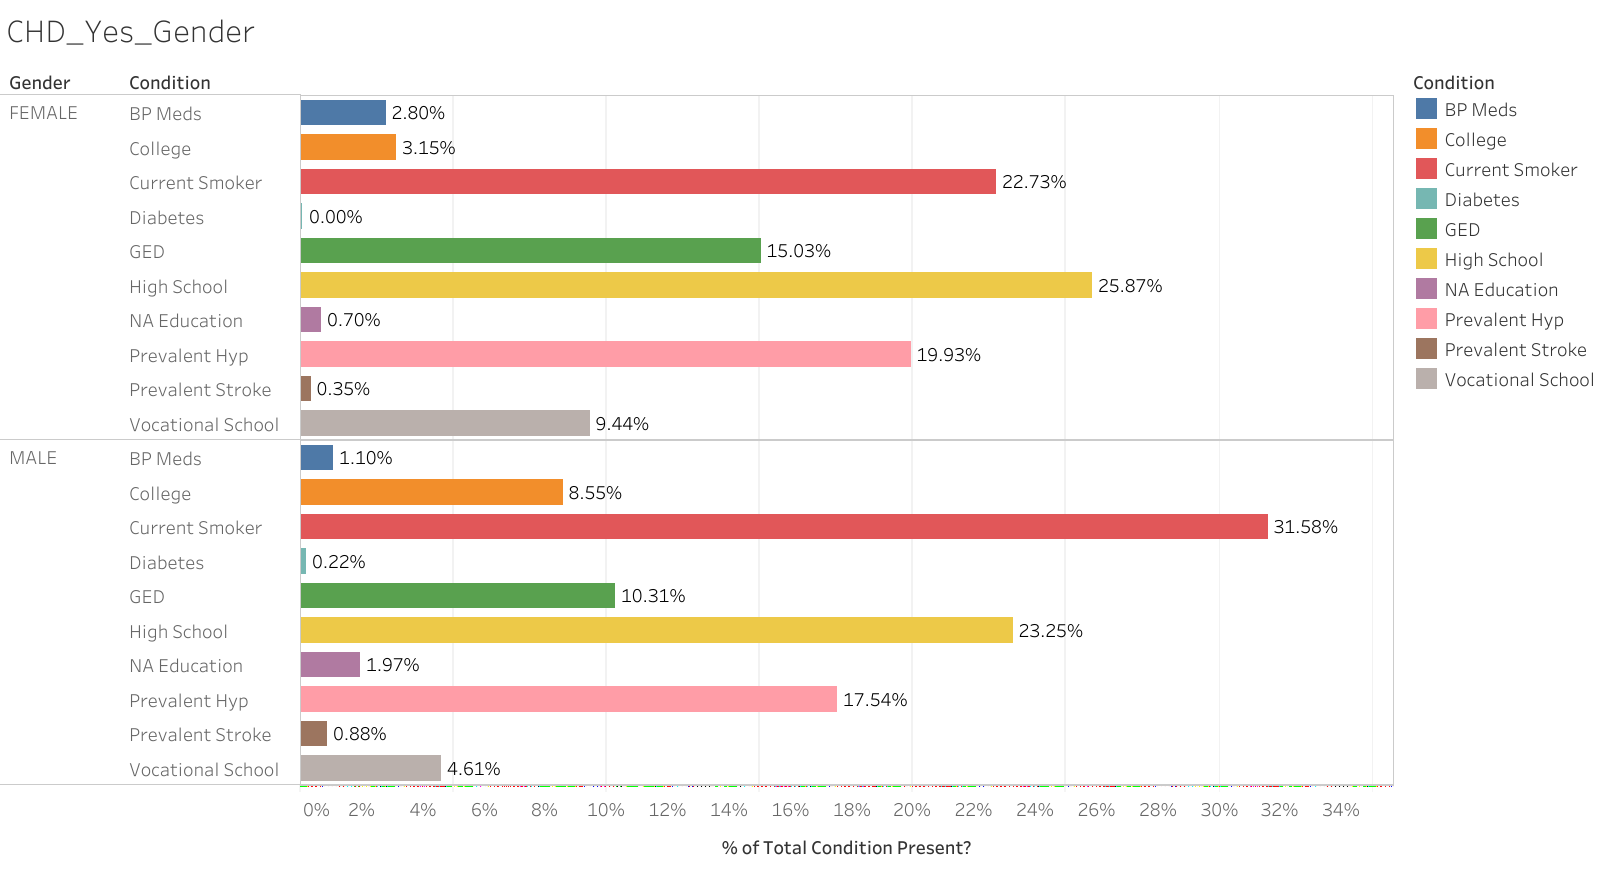 CHD_Yes_Gender
Gender Condition
FEMALE BP Meds 2.80%
College 3.15%
Current Smoker 22.73%
Diabetes 0.00%
GED 15.03%
High School 25.87%
NA Education 0.70%
Prevalent Hyp 19.93%
Prevalent Stroke 0.35%
Vocational School 9.44%
MALE BP Meds 1.10%
College 8.55%
Current Smoker 31.58%
Diabetes 0.22%
GED 10.31%
High School 23.25%
NA Education 1.97%
Prevalent Hyp 17.54%
Prevalent Stroke 0.88%
Vocational School 4.61%
0% 2% 4% 6% 8% 10% 12% 14% 16% 18% 20% 22% 24% 26% 28% 30% 32% 34%
% of Total Condition Present?
Condition
BP Meds
College
Current Smoker
Diabetes
GED
High School
NA Education
Prevalent Hyp
Prevalent Stroke
Vocational School